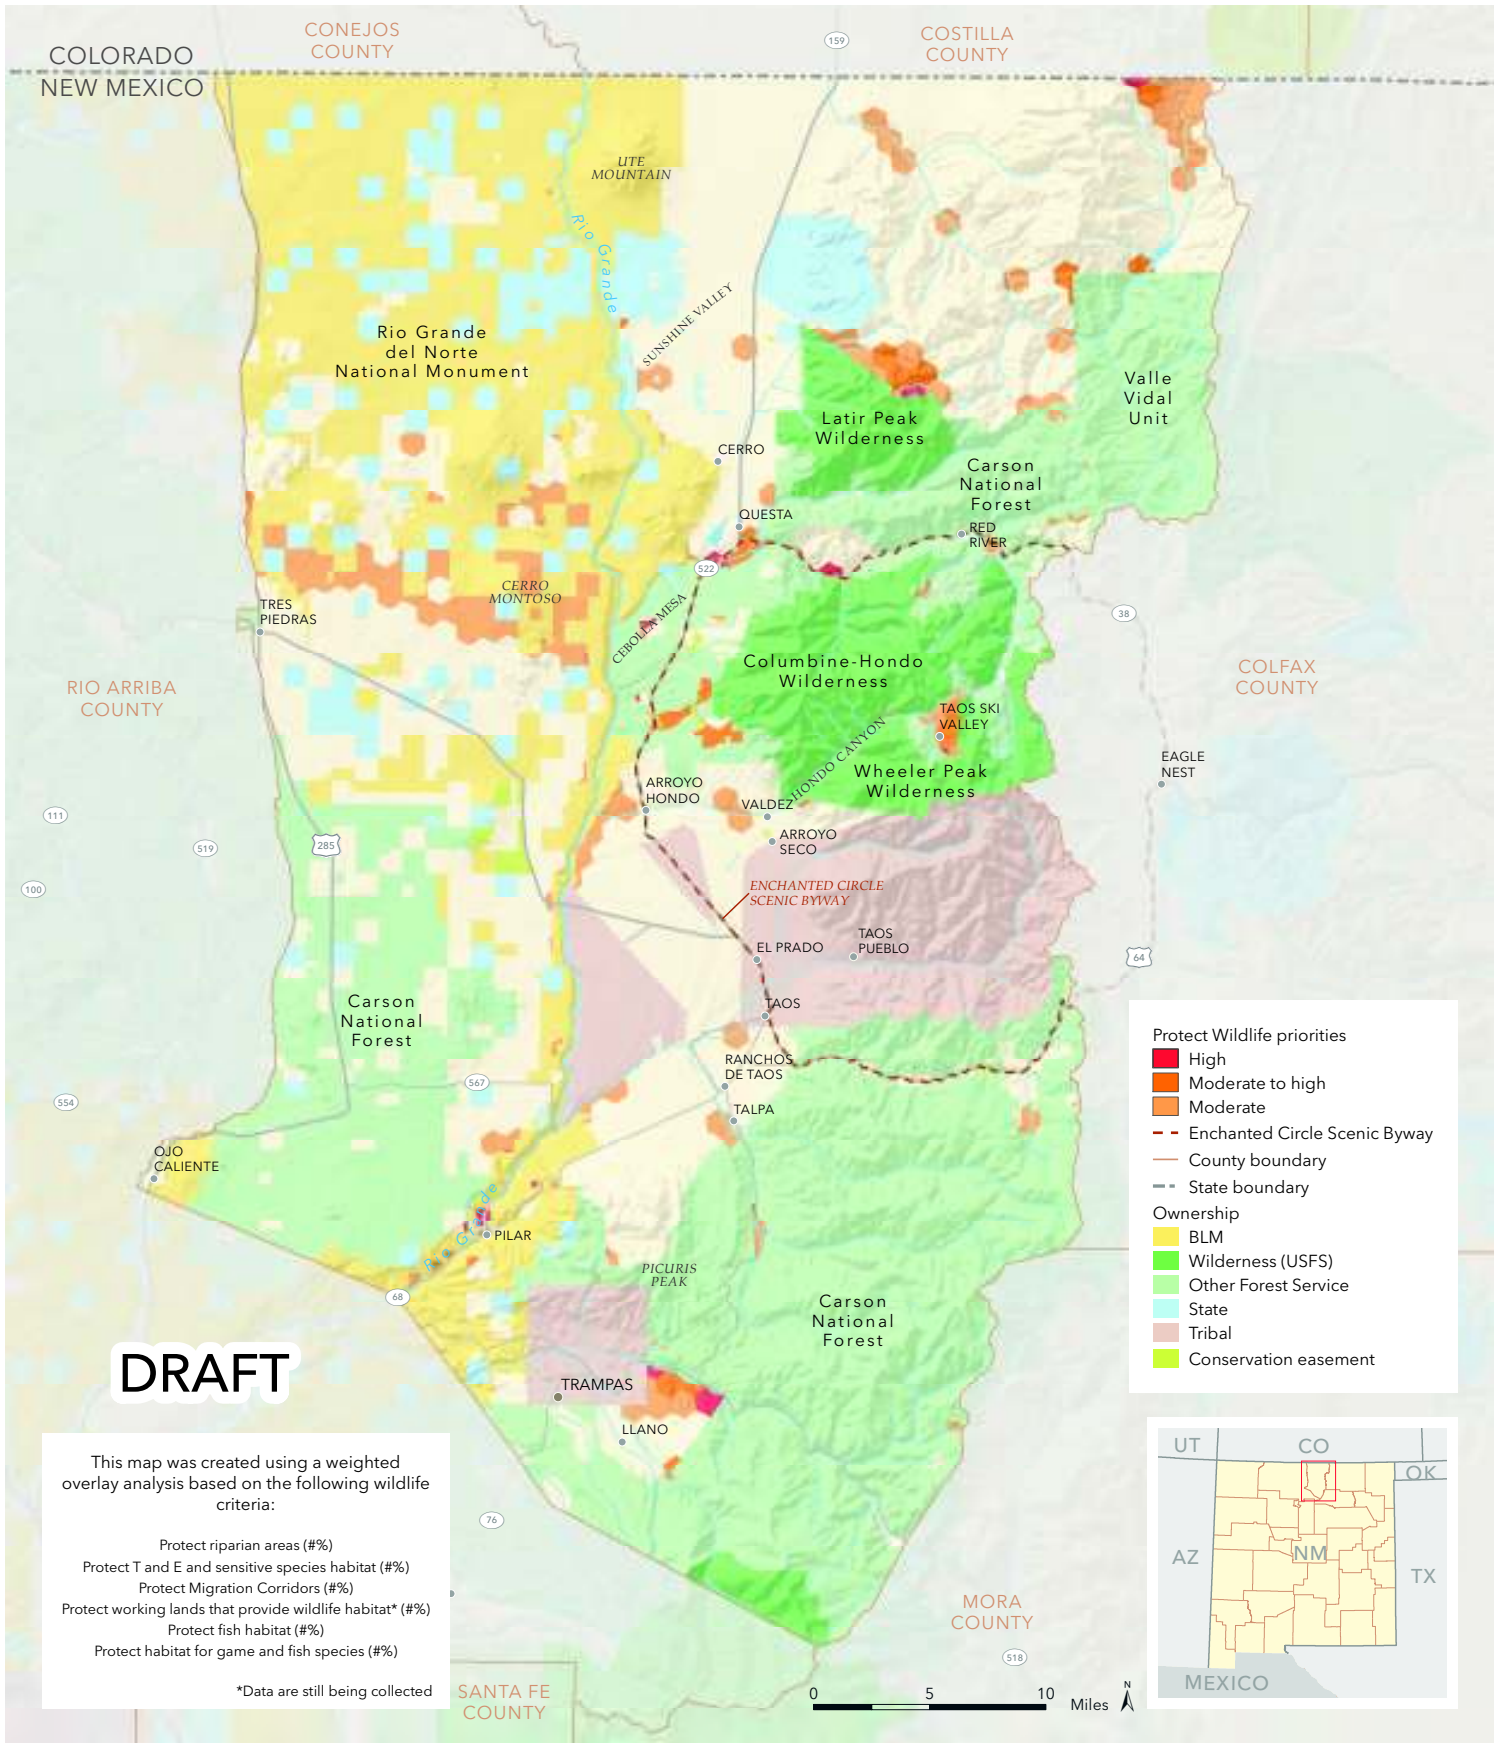 CONEJOS
COUNTY
159
COSTILLA
COUNTY
COLORADO
NEW MEXICO
UTE
MOUNTAIN
Rio Grande
SUNSHINE VALLEY
Rio Grande
del Norte
National Monument
Valle
Vidal
Unit
Latir Peak
Wilderness
CERRO
Carson
National
Forest
QUESTA
RED
RIVER
522
CERRO
MONTOSO
CEBOLLA MESA
TRES
PIEDRAS
38
Columbine-Hondo
Wilderness
COLFAX
COUNTY
RIO ARRIBA
COUNTY
TAOS SKI
VALLEY
HONDO CANYON
EAGLE
NEST
Wheeler Peak
Wilderness
ARROYO
HONDO
VALDEZ
111
519
285
ARROYO
SECO
100
ENCHANTED CIRCLE
SCENIC BYWAY
TAOS
PUEBLO
EL PRADO
64
TAOS
Carson
National
Forest
RANCHOS
DE TAOS
567
554
TALPA
OJO
CALIENTE
Rio Grande
PILAR
PICURIS
PEAK
68
Carson
National
Forest
TRAMPAS
LLANO
76
MORA
COUNTY
518
SANTA FE
COUNTY
DRAFT
This map was created using a weighted
overlay analysis based on the following wildlife
criteria:
Protect riparian areas (#%)
Protect T and E and sensitive species habitat (#%)
Protect Migration Corridors (#%)
Protect working lands that provide wildlife habitat* (#%)
Protect fish habitat (#%)
Protect habitat for game and fish species (#%)
*Data are still being collected
Protect Wildlife priorities
High
Moderate to high
Moderate
Enchanted Circle Scenic Byway
County boundary
State boundary
Ownership
BLM
Wilderness (USFS)
Other Forest Service
State
Tribal
Conservation easement
UT
CO
OK
AZ
NM
TX
MEXICO
0 5 10
Miles
N